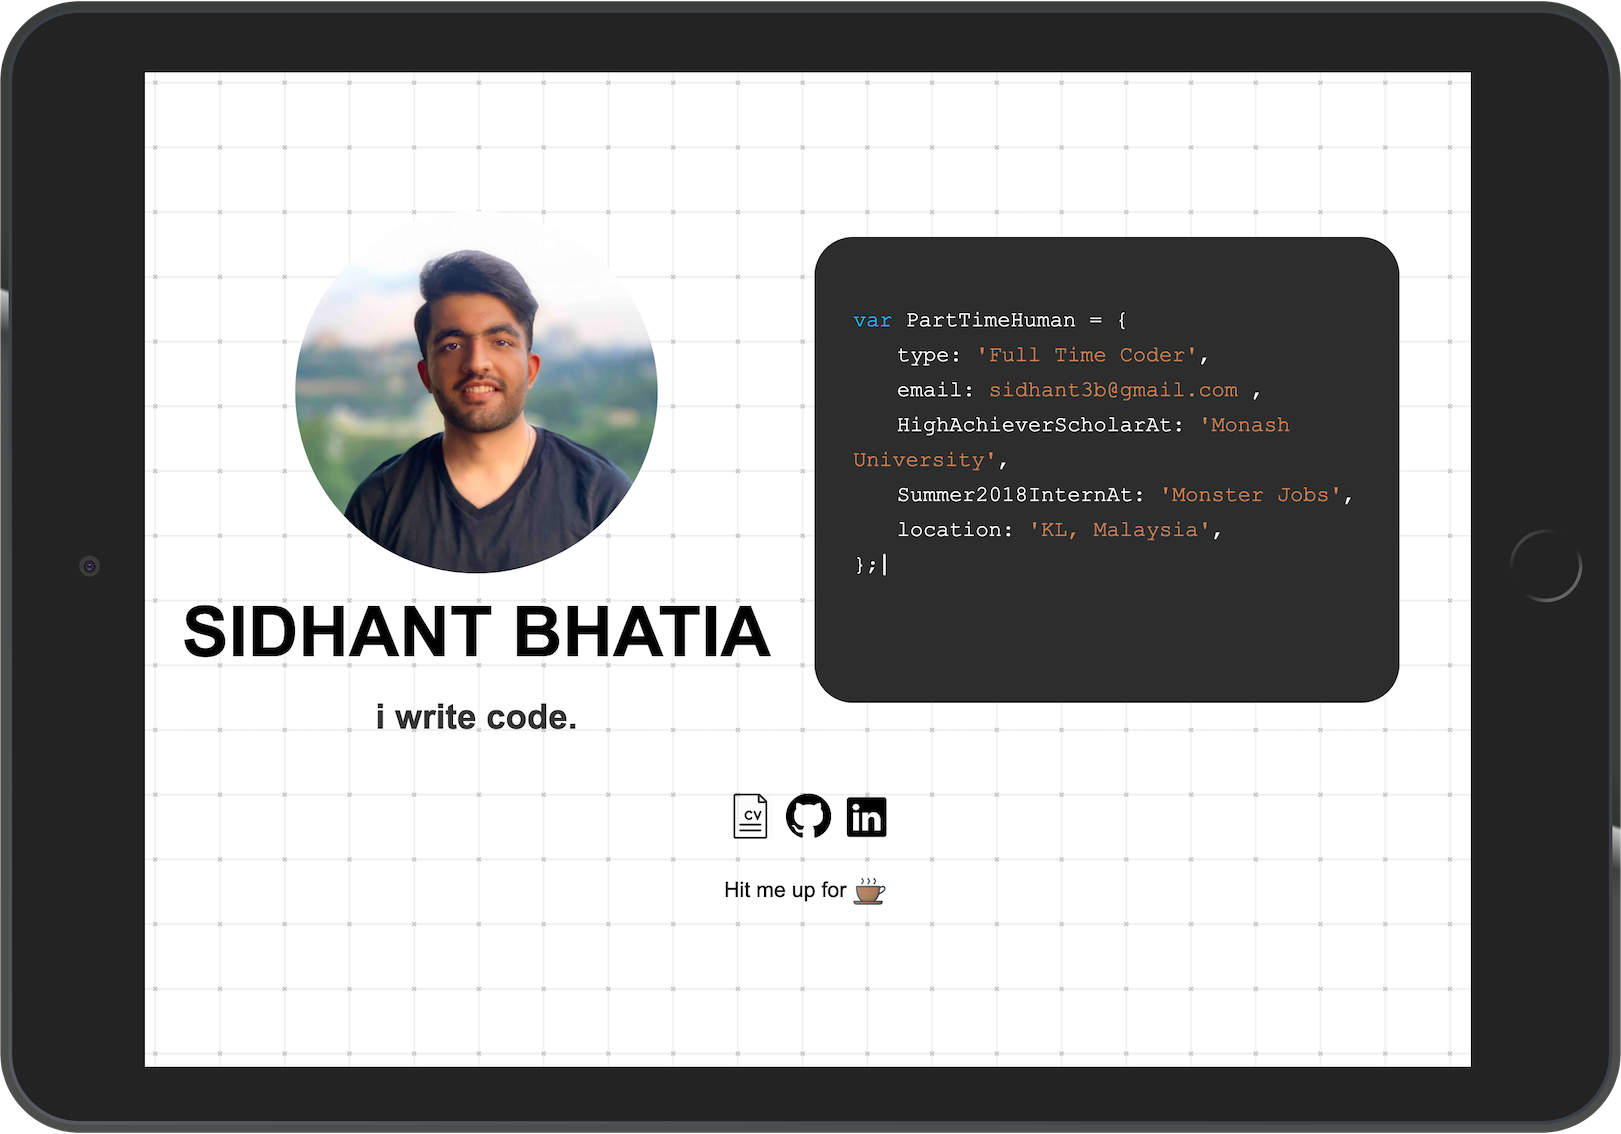 var PartTimeHuman = {
type: 'Full Time Coder',
email: sidhant3b@gmail.com ,
HighAchieverScholarAt: 'Monash
University',
Summer2018InternAt: 'Monster Jobs',
location: 'KL, Malaysia',
};
SIDHANT BHATIA
i write code.
CV
in
Hit me up for